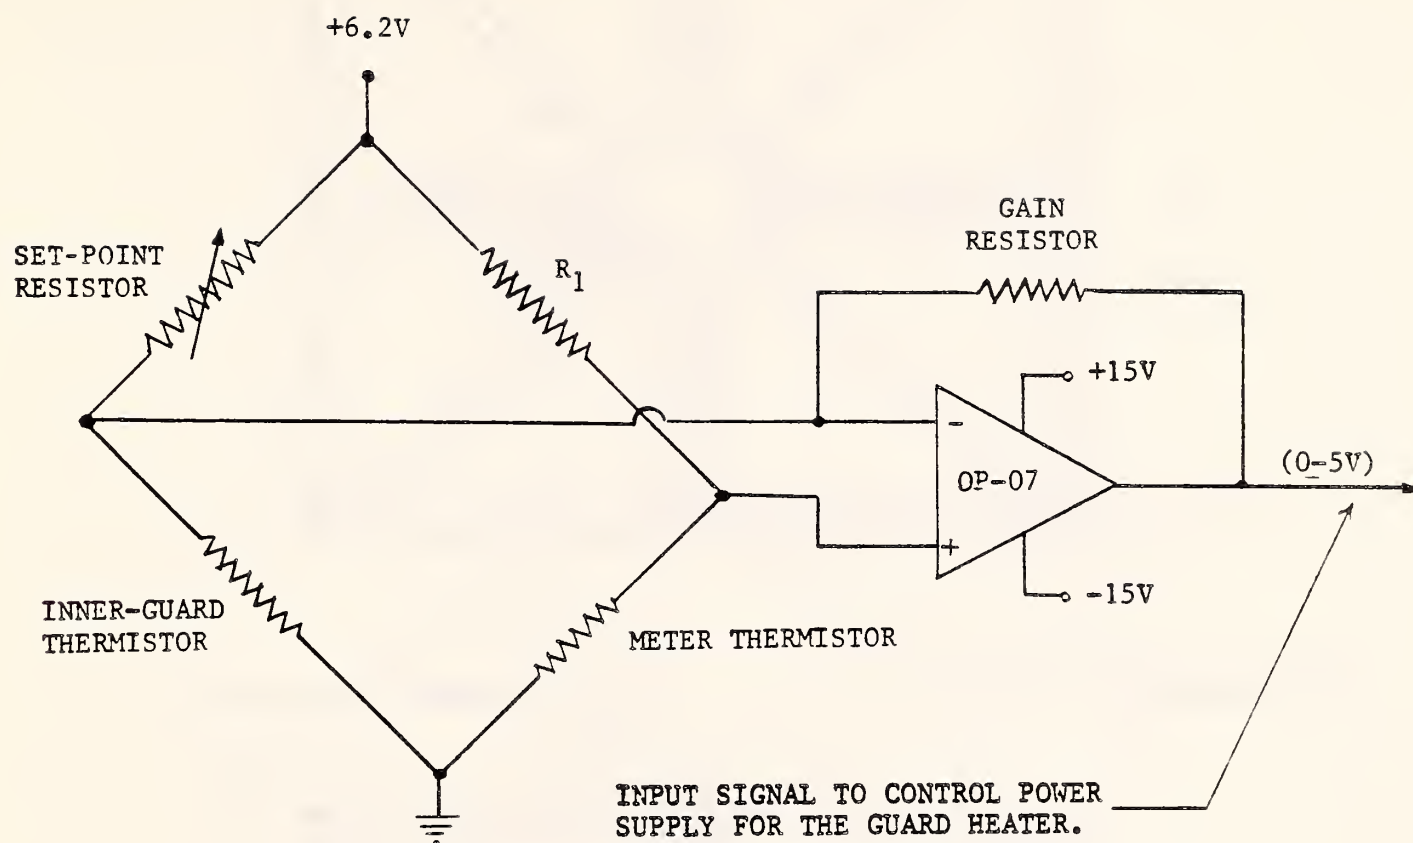 +6.2V
SET-POINT
RESISTOR
R1
GAIN
RESISTOR
+15V
-
OP-07
(0-5V)
+
-15V
INNER-GUARD
THERMISTOR
METER THERMISTOR
INPUT SIGNAL TO CONTROL POWER
SUPPLY FOR THE GUARD HEATER.